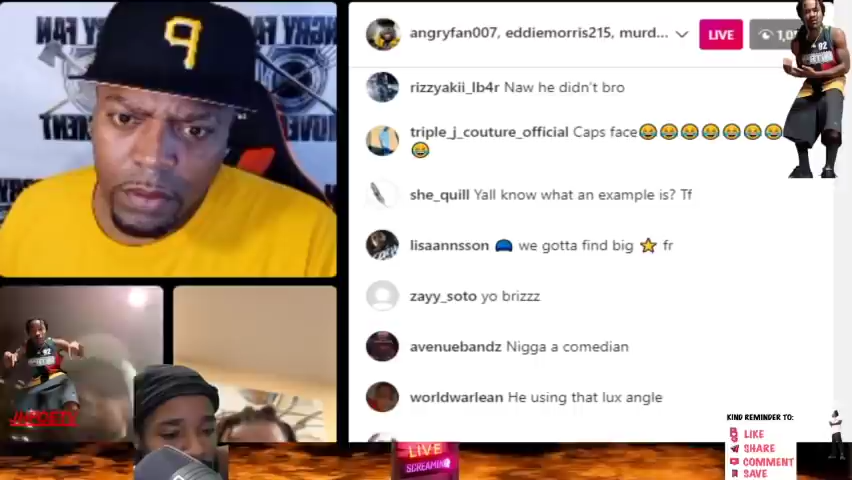 angryfan007, eddiemorris215, murd...
LIVE
rizzyakii_lb4r Naw he didn't bro
triple_j_couture_official Caps face😂😂😂😂😂😂😂
😂
she_quill Yall know what an example is? Tf
lisaannsson 🧢 we gotta find big ⭐ fr
zayy_soto yo brizzz
avenuebandz Nigga a comedian
worldwarlean He using that lux angle
KIND REMINDER TO:
LIKE
SHARE
COMMENT
SAVE
LIVE
SCREAMING